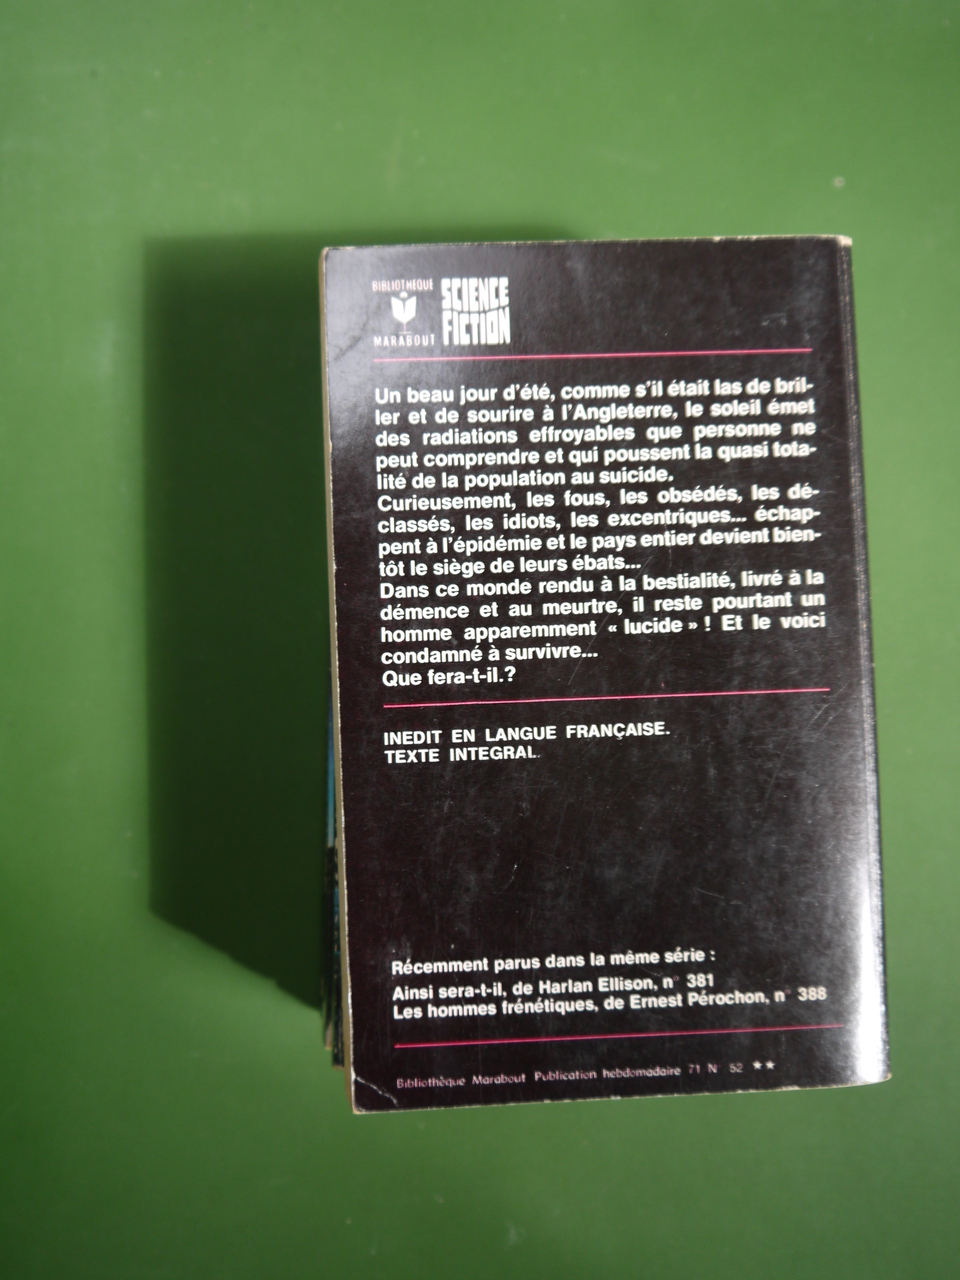 BIBLIOTHEQUE
MARABOUT
SCIENCE
FICTION
Un beau jour d'été, comme s'il était las de bril-
ler et de sourire à l'Angleterre, le soleil émet
des radiations effroyables que personne ne
peut comprendre et qui poussent la quasi tota-
lité de la population au suicide.
Curieusement, les fous, les obsédés, les dé-
classés, les idiots, les excentriques... échap-
pent à l'épidémie et le pays entier devient bien-
tôt le siège de leurs ébats...
Dans ce monde rendu à la bestialité, livré à la
démence et au meurtre, il reste pourtant un
homme apparemment « lucide » ! Et le voici
condamné à survivre...
Que fera-t-il.?
INEDIT EN LANGUE FRANÇAISE.
TEXTE INTEGRAL.
Récemment parus dans la même série :
Ainsi sera-t-il, de Harlan Ellison, n° 381
Les hommes frénétiques, de Ernest Pérochon, n° 388
Bibliothèque Marabout Publication hebdomadaire 71 N 52 **